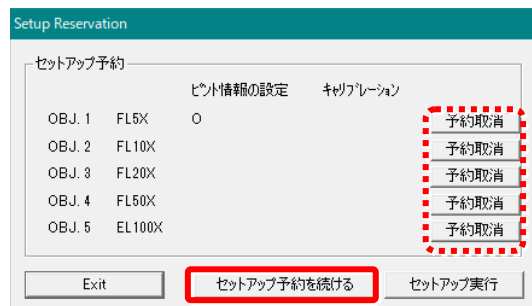 Setup Reservation
セットアップ予約
ピント情報の設定 キャリブレーション
OBJ. 1 FL5X O 予約取消
OBJ. 2 FL10X 予約取消
OBJ. 3 FL20X 予約取消
OBJ. 4 FL50X 予約取消
OBJ. 5 EL100X 予約取消
Exit セットアップ予約を続ける セットアップ実行